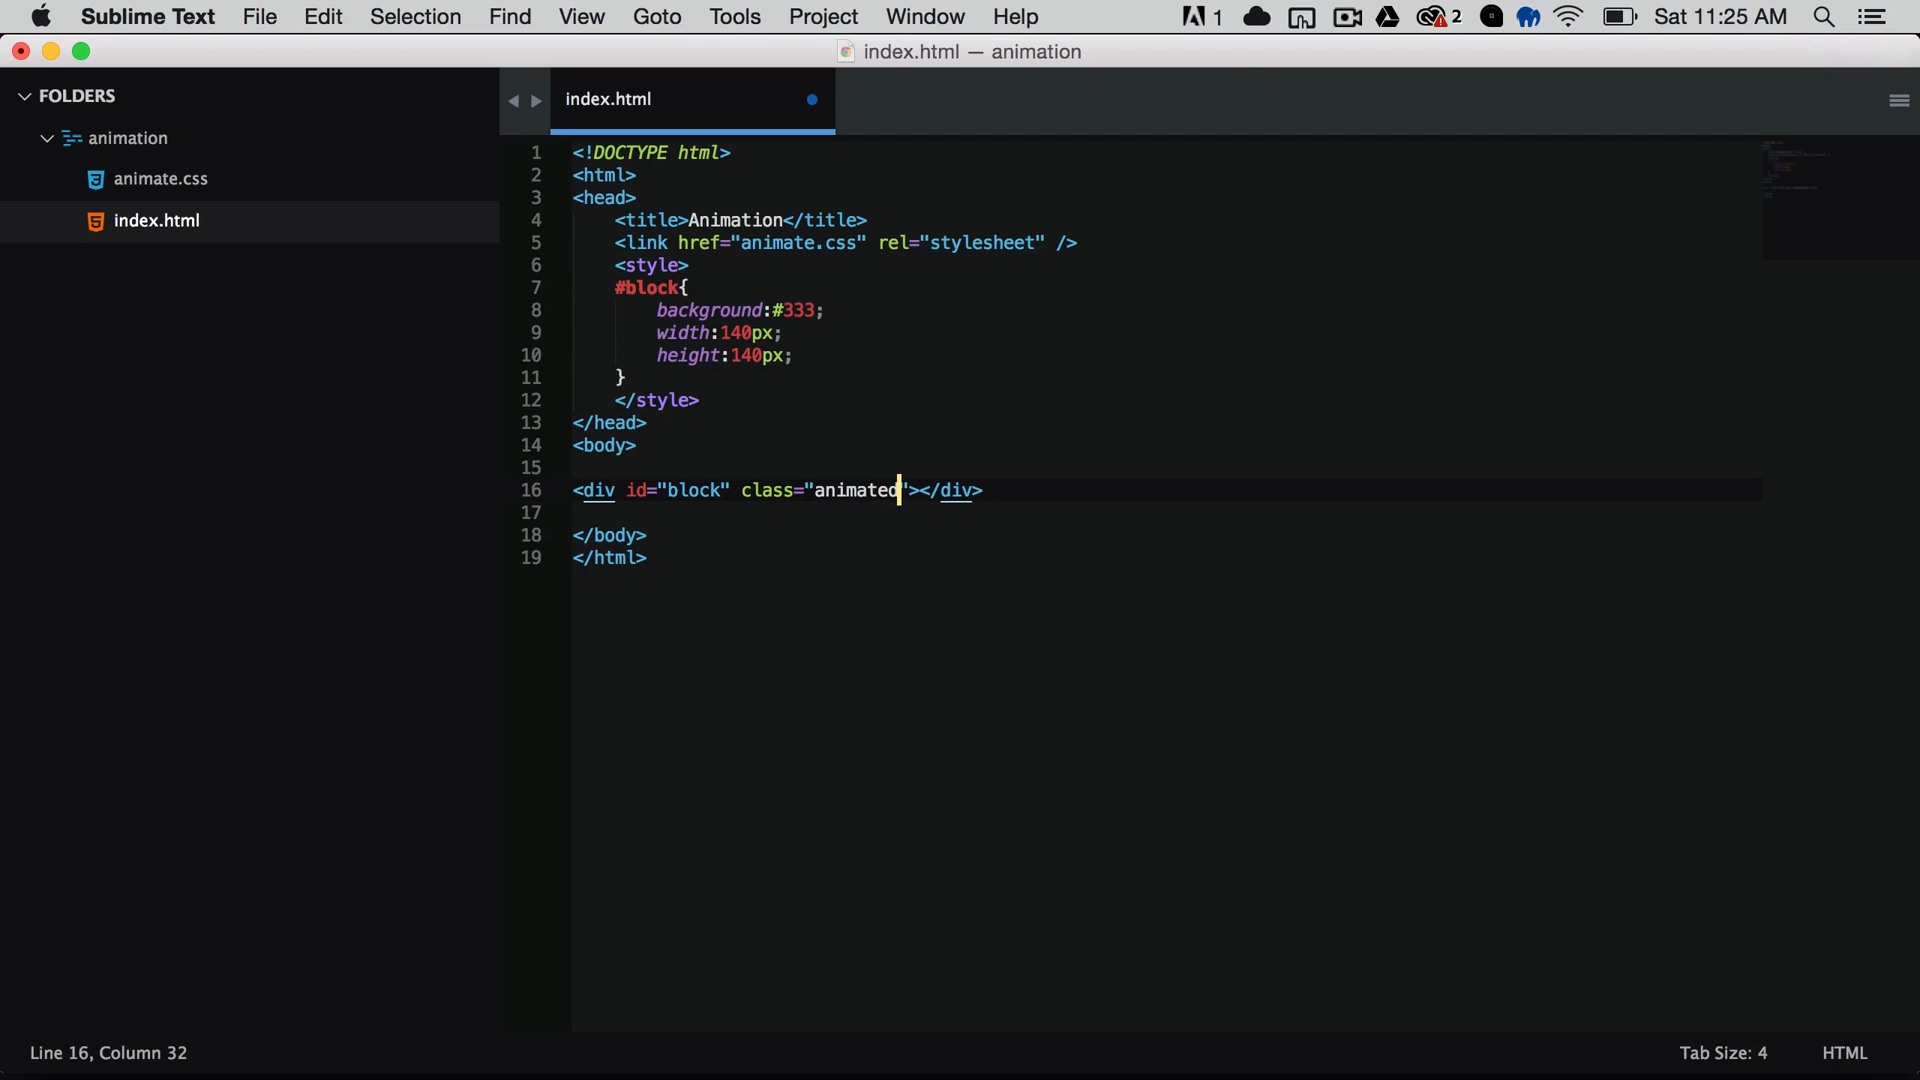 Sublime Text File Edit Selection Find View Goto Tools Project Window Help 1 2 Sat 11:25 AM
index.html — animation
FOLDERS
animation
animate.css
index.html
index.html
1 <!DOCTYPE html>
2 <html>
3 <head>
4 <title>Animation</title>
5 <link href="animate.css" rel="stylesheet" />
6 <style>
7 #block{
8 background:#333;
9 width:140px;
10 height:140px;
11 }
12 </style>
13 </head>
14 <body>
15
16 <div id="block" class="animated"></div>
17
18 </body>
19 </html>
Line 16, Column 32 Tab Size: 4 HTML